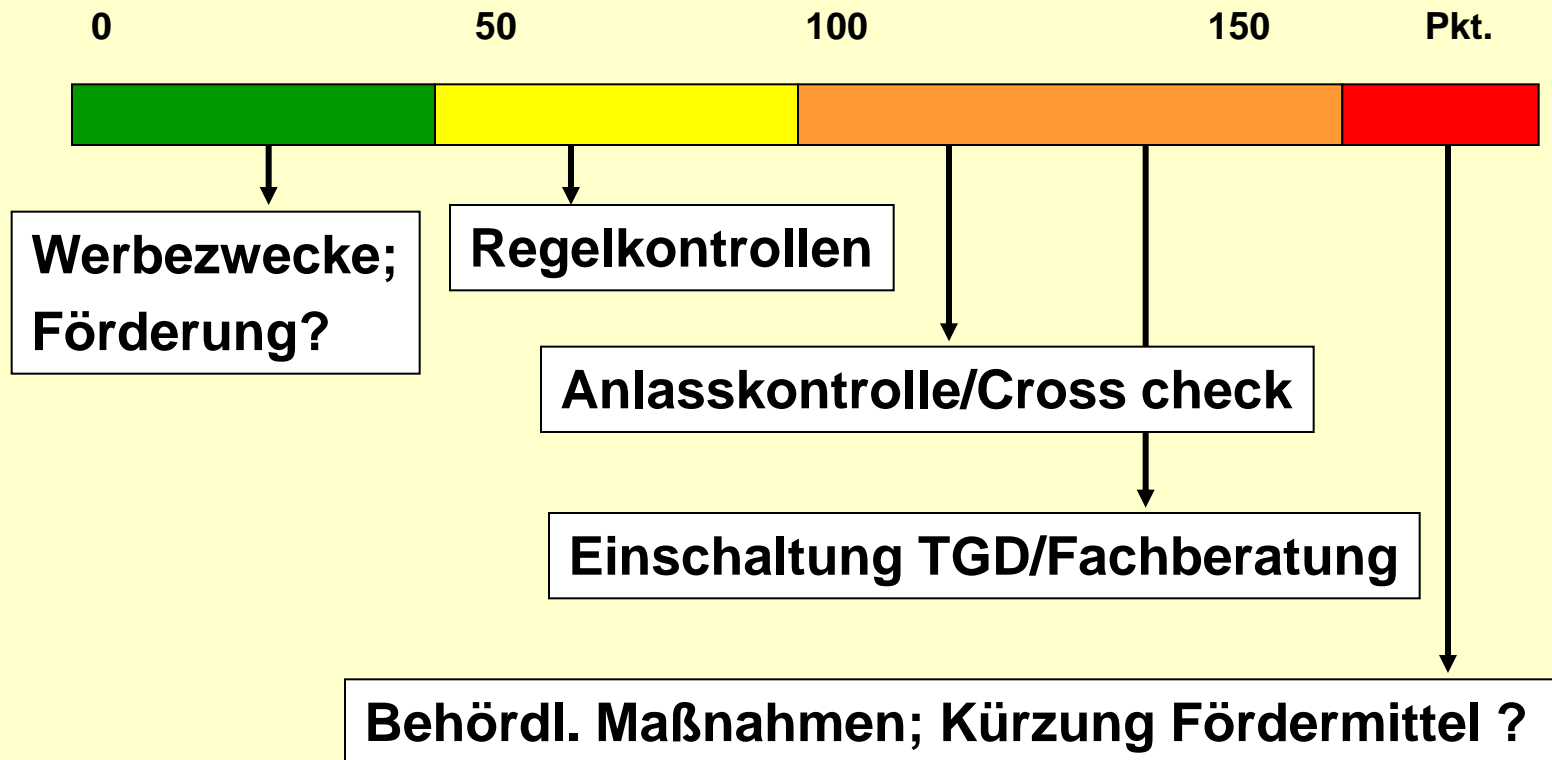 0 50 100 150 Pkt.
Werbezwecke;
Förderung?
Regelkontrollen
Anlasskontrolle/Cross check
Einschaltung TGD/Fachberatung
Behördl. Maßnahmen; Kürzung Fördermittel ?